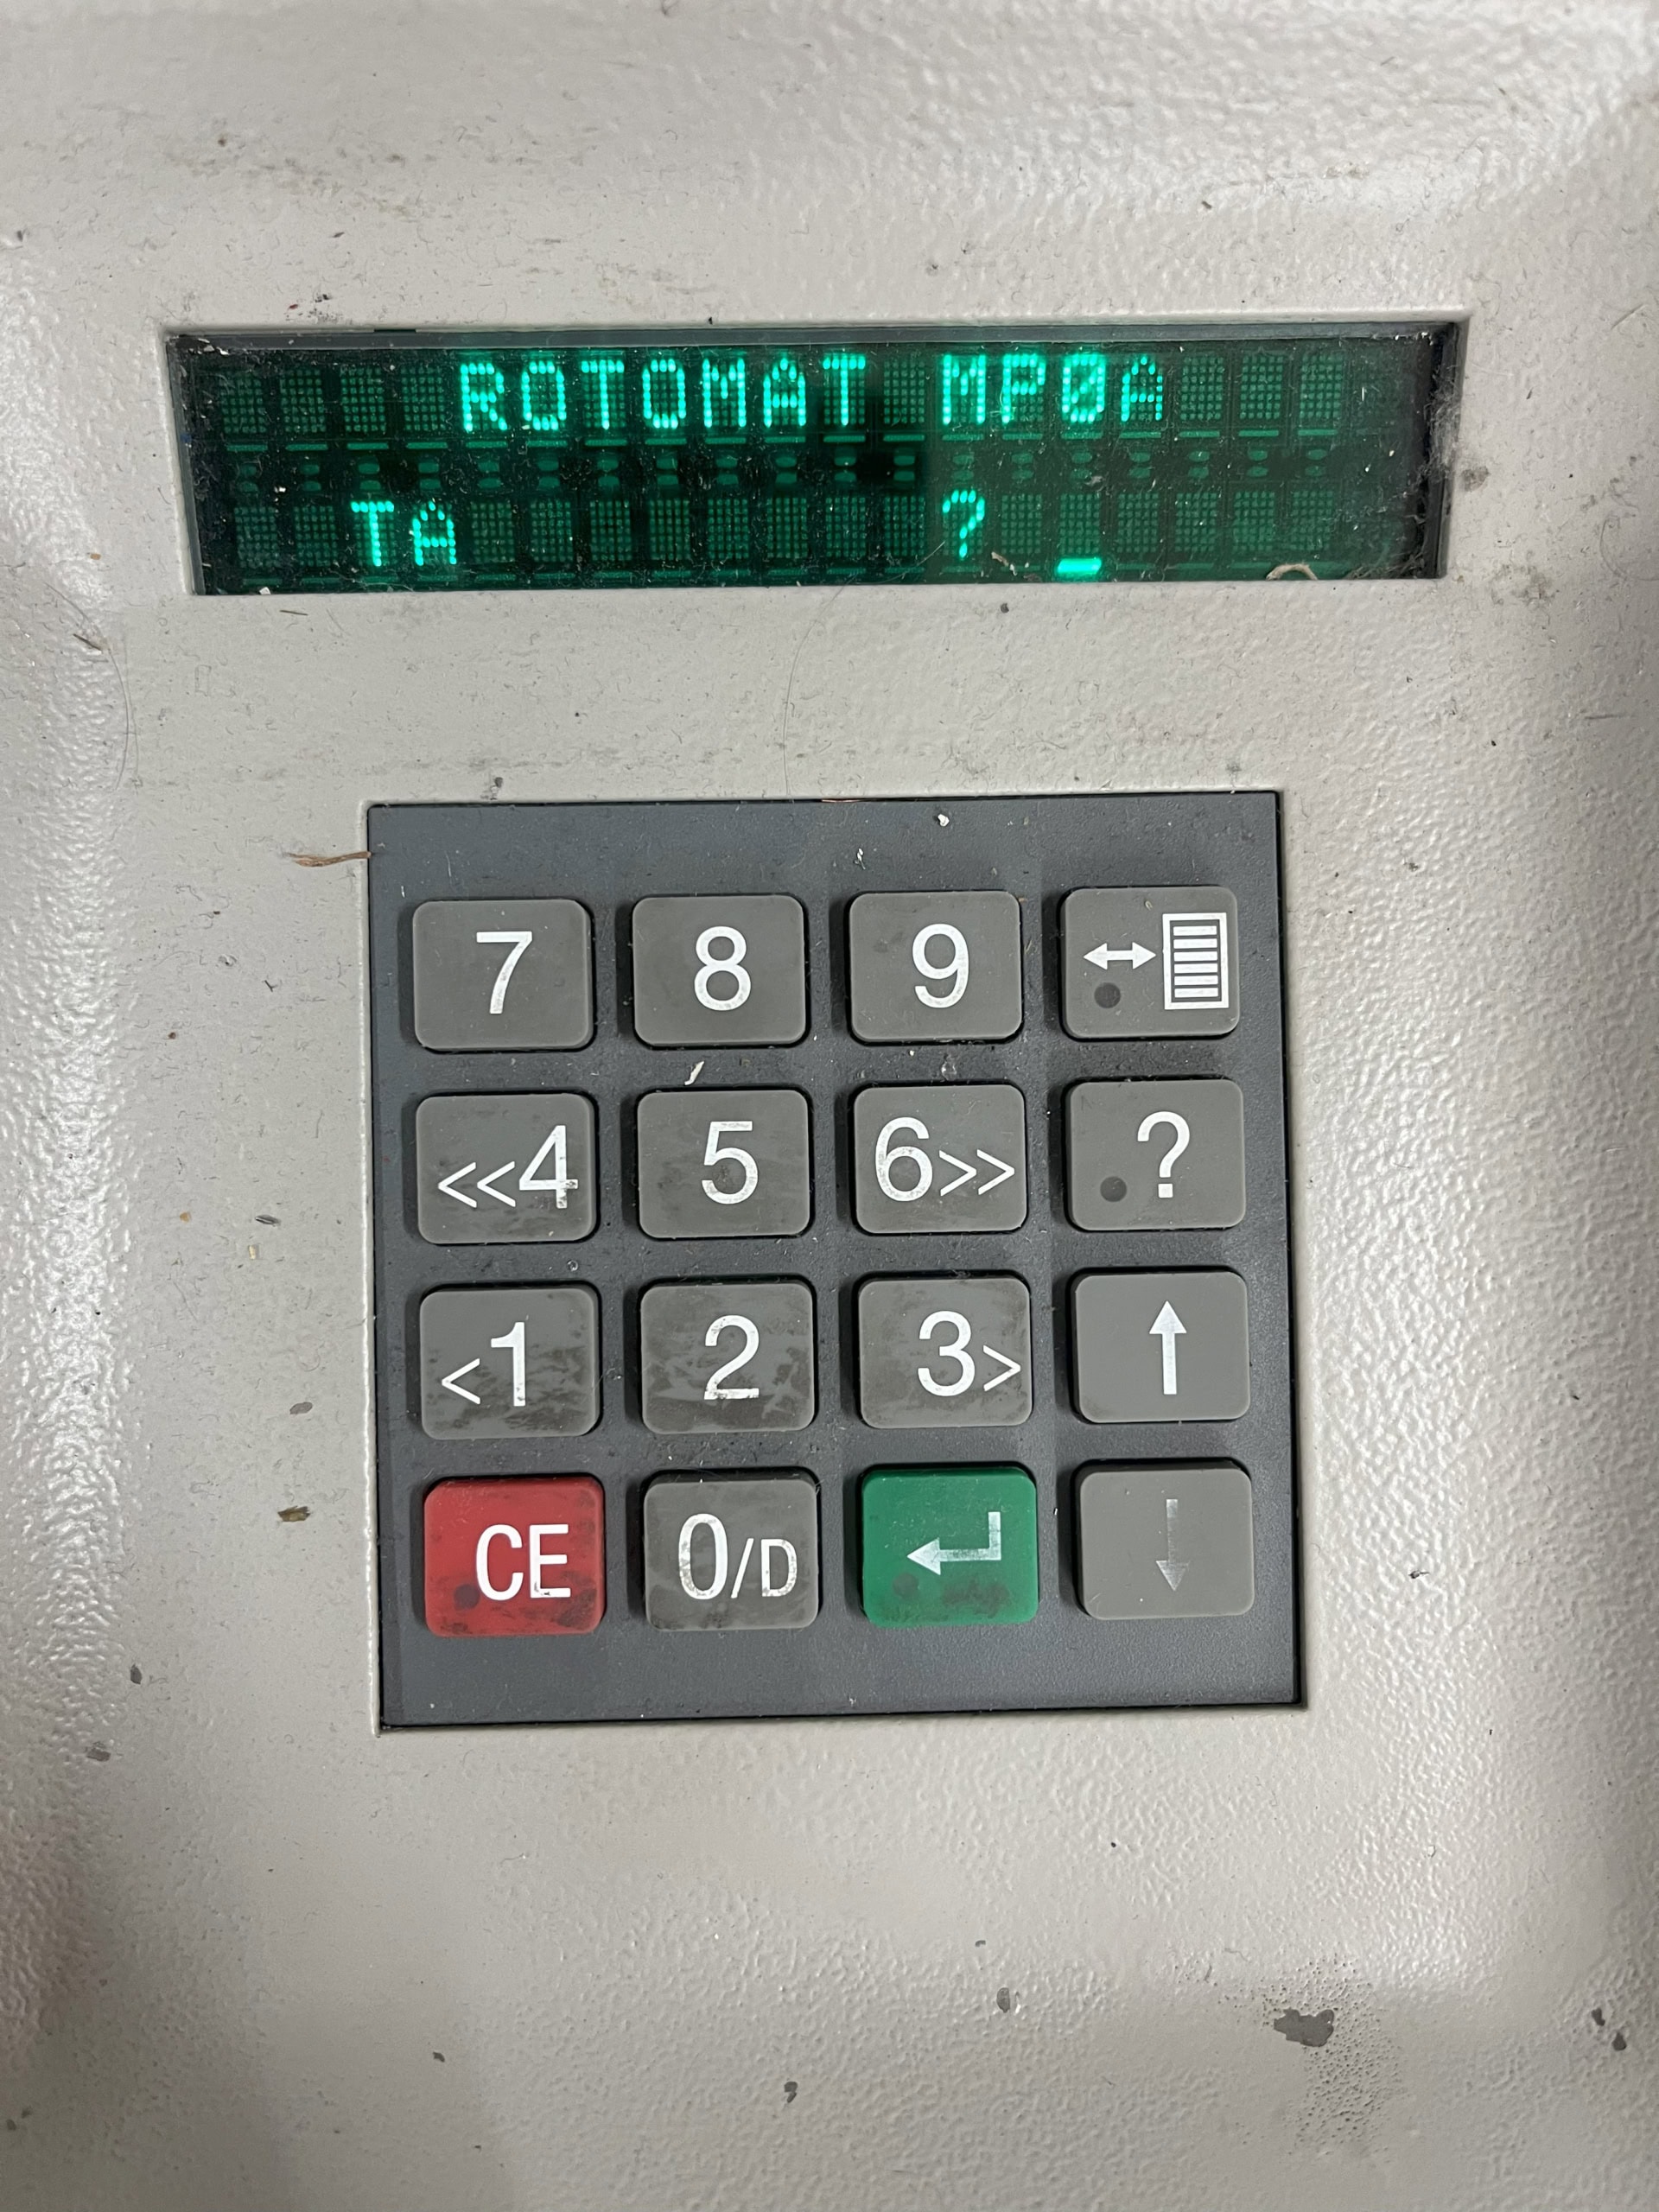 ROTOMAT MP0A
TA ? _
7 8 9
<<4 5 6>> ?
<1 2 3> ↑
CE 0/D ↵ ↓